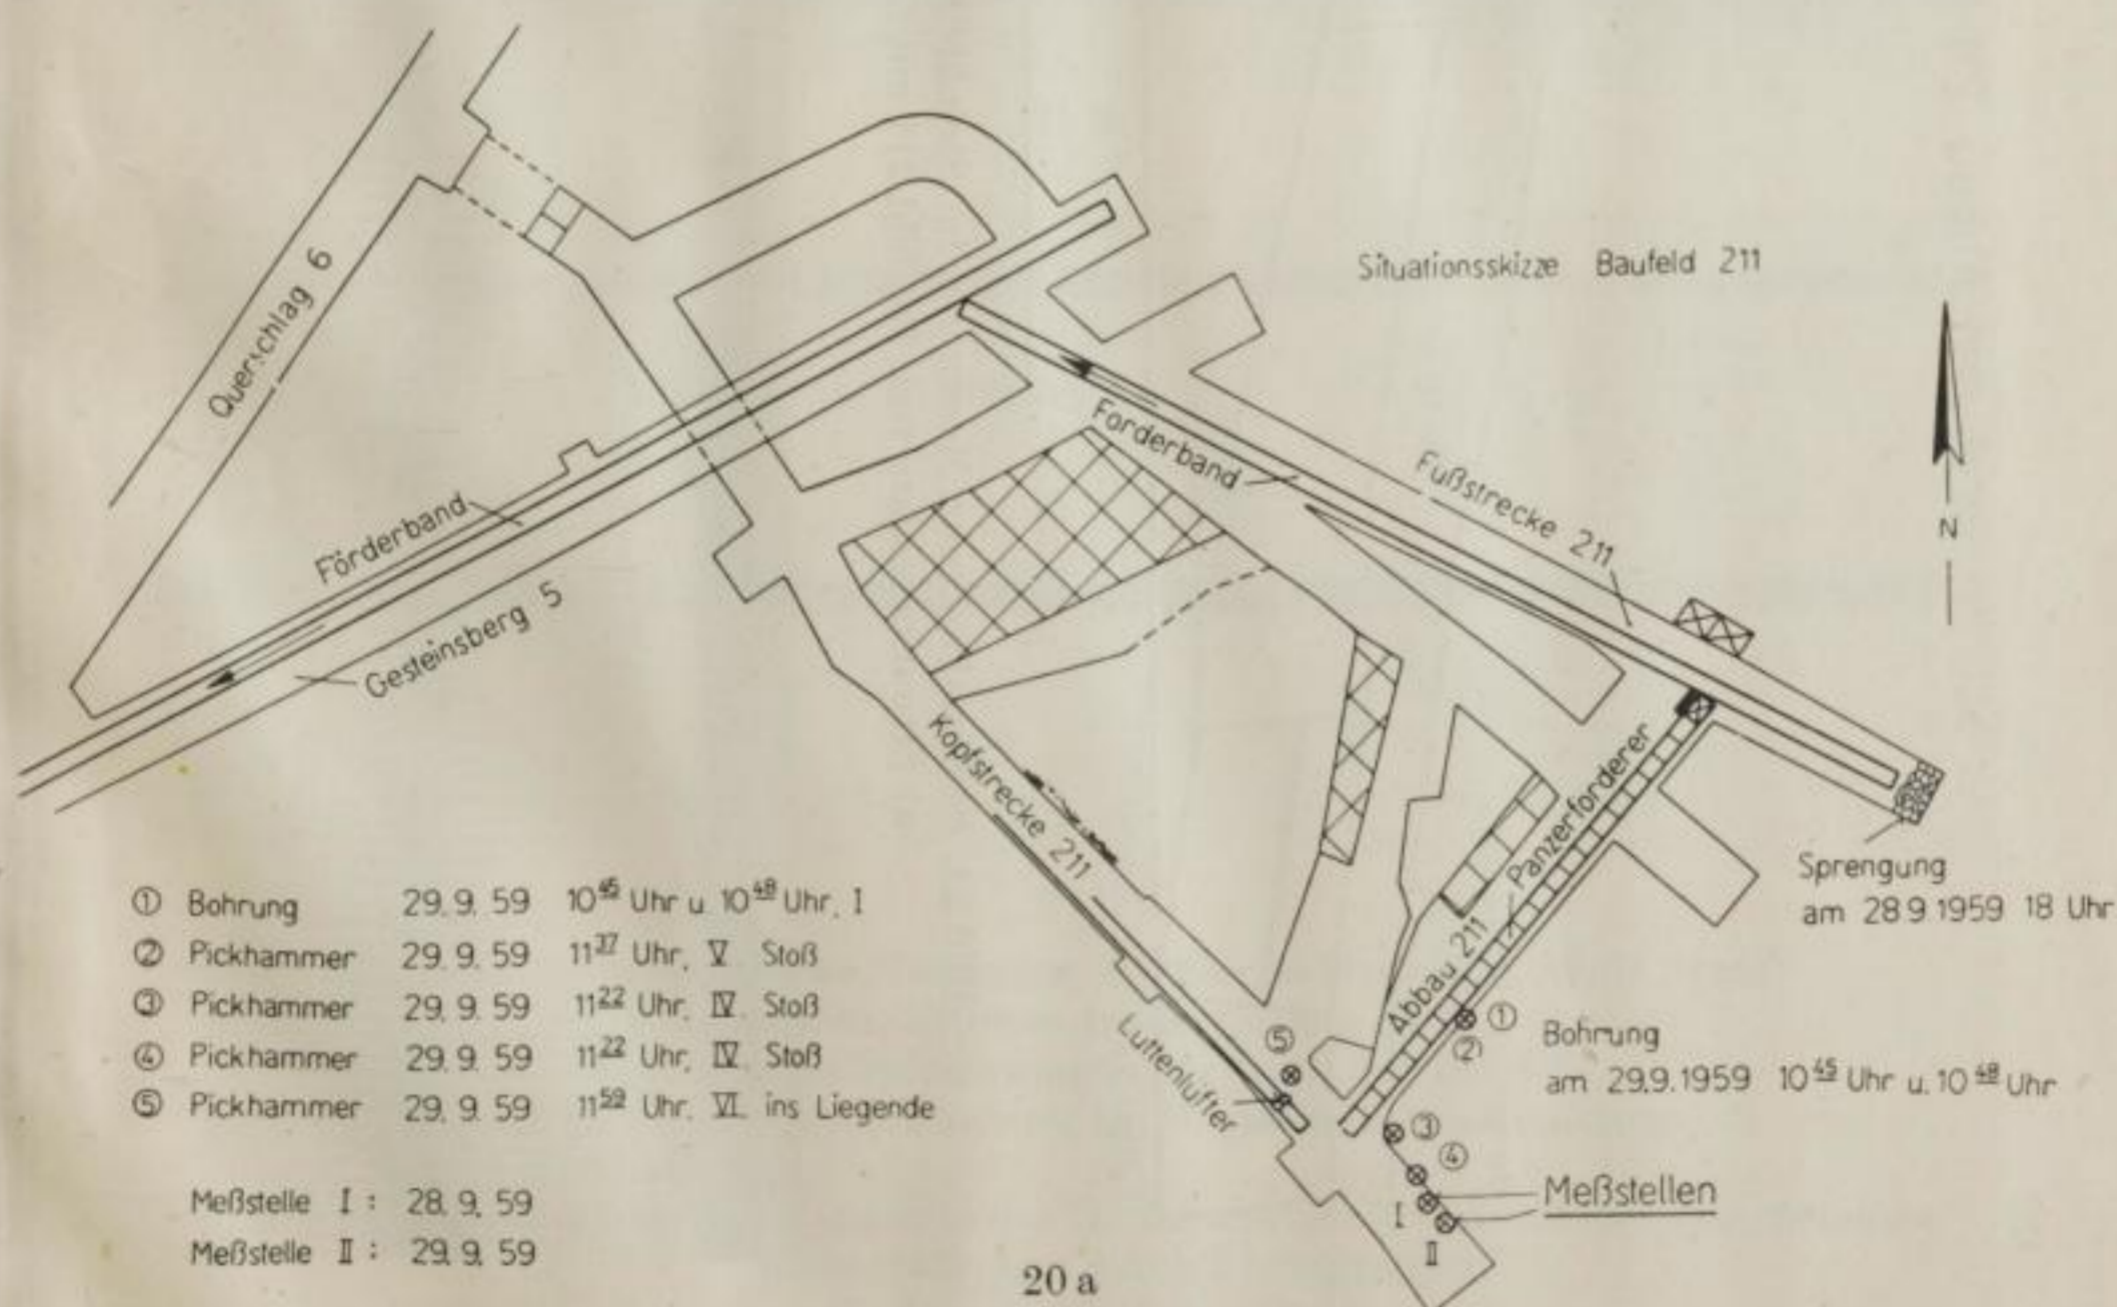 Situationsskizze Baufeld 211
Querschlag 6
Förderband
Gesteinsberg 5
Förderband
Fußstrecke 211
N
Kopfstrecke 211
Panzerförderer
Abbau 211
Luttenlüfter
Sprengung
am 28 9 1959 18 Uhr
① Bohrung 29. 9. 59 10⁴⁵ Uhr u. 10⁴⁸ Uhr, I
② Pickhammer 29. 9. 59 11³⁷ Uhr, V. Stoß
③ Pickhammer 29. 9. 59 11²² Uhr, IV. Stoß
④ Pickhammer 29. 9. 59 11²² Uhr, IV. Stoß
⑤ Pickhammer 29. 9. 59 11⁵⁹ Uhr, VI. ins Liegende
Meßstelle I : 28. 9. 59
Meßstelle II : 29. 9. 59
① Bohrung
am 29.9.1959 10⁴⁵ Uhr u. 10⁴⁸ Uhr
②
③
④
⑤
Meßstellen
I
II
20 a